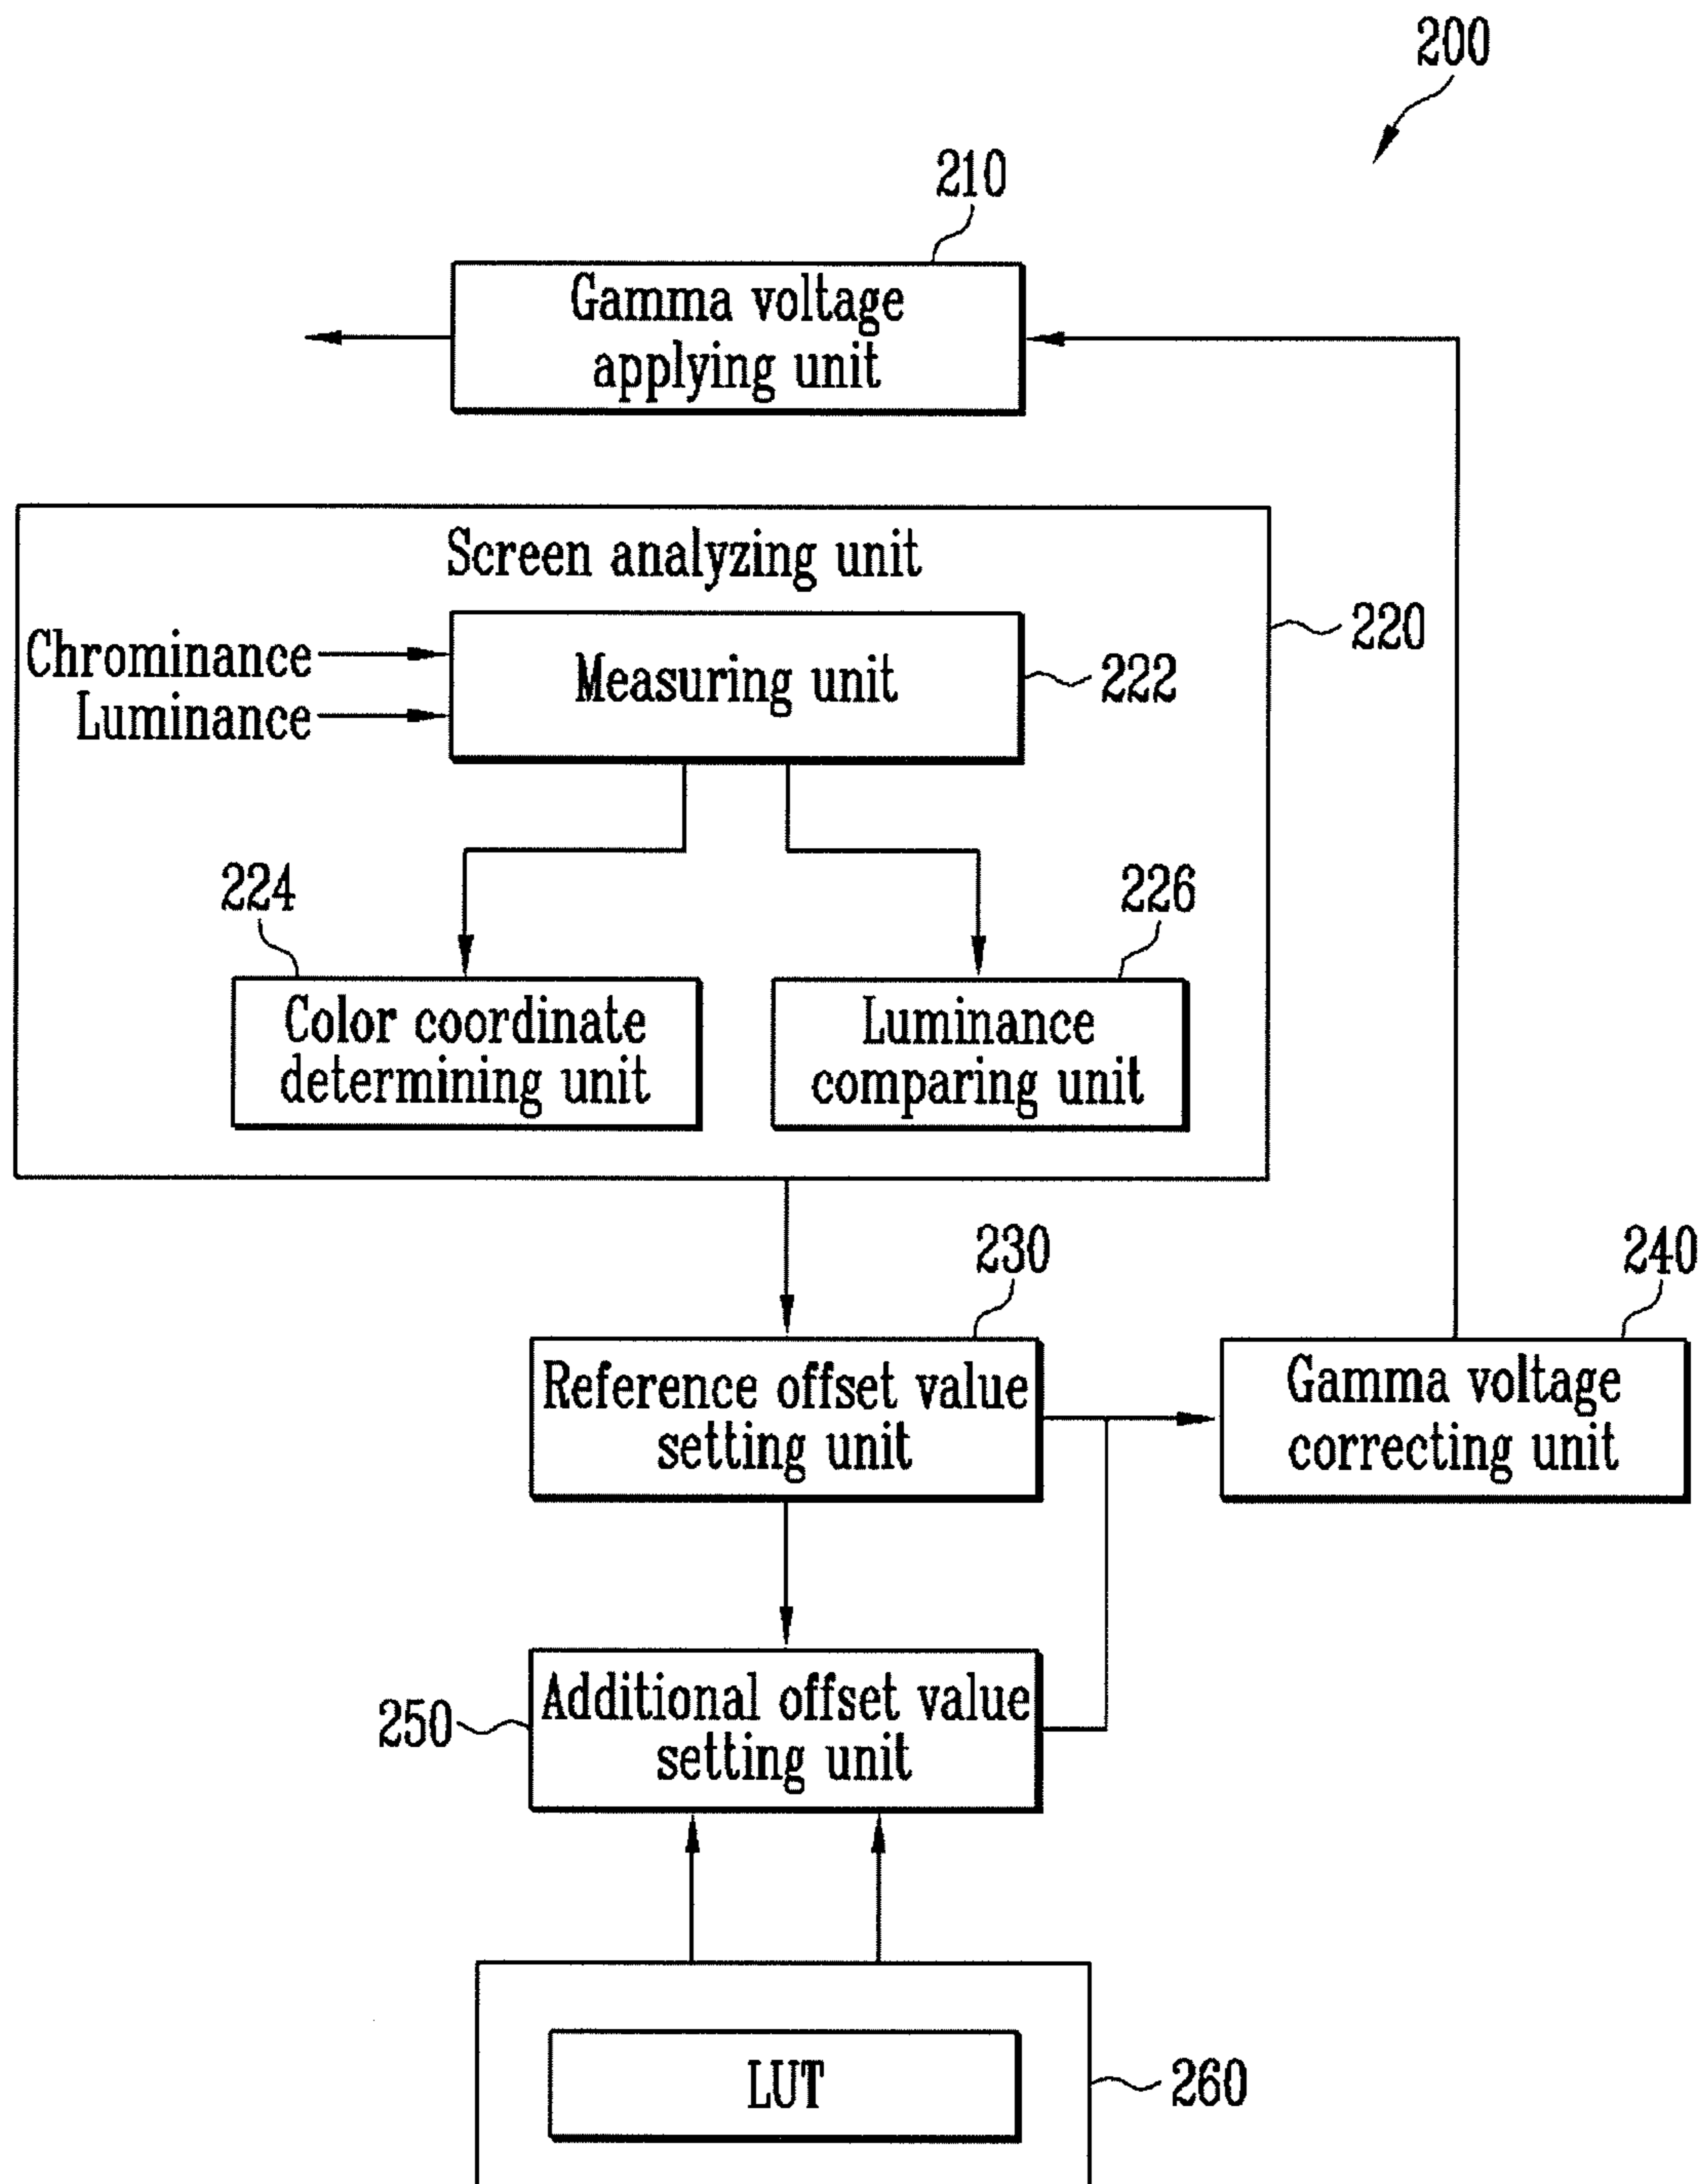 200
210
Gamma voltage
applying unit
Screen analyzing unit
220
Chrominance
Luminance
Measuring unit
222
224
226
Color coordinate
determining unit
Luminance
comparing unit
230
240
Reference offset value
setting unit
Gamma voltage
correcting unit
250
Additional offset value
setting unit
LUT
260